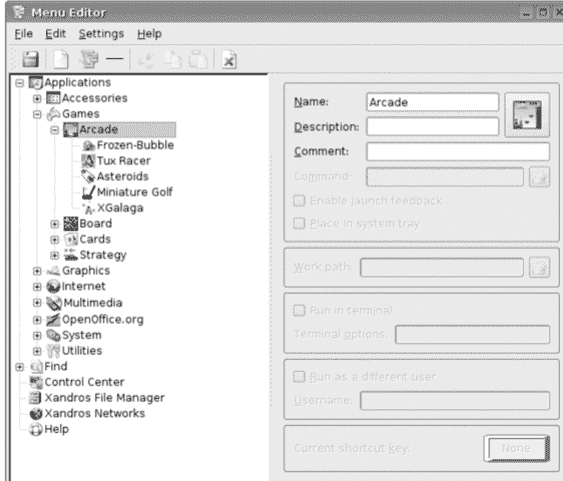 Menu Editor
File Edit Settings Help
Applications
Accessories
Games
Arcade
Frozen-Bubble
Tux Racer
Asteroids
Miniature Golf
XGalaga
Board
Cards
Strategy
Graphics
Internet
Multimedia
OpenOffice.org
System
Utilities
Find
Control Center
Xandros File Manager
Xandros Networks
Help
Name: Arcade
Description:
Comment:
Command:
Enable launch feedback
Place in system tray
Work path:
Run in terminal
Terminal options:
Run as a different user
Username:
Current shortcut key: None